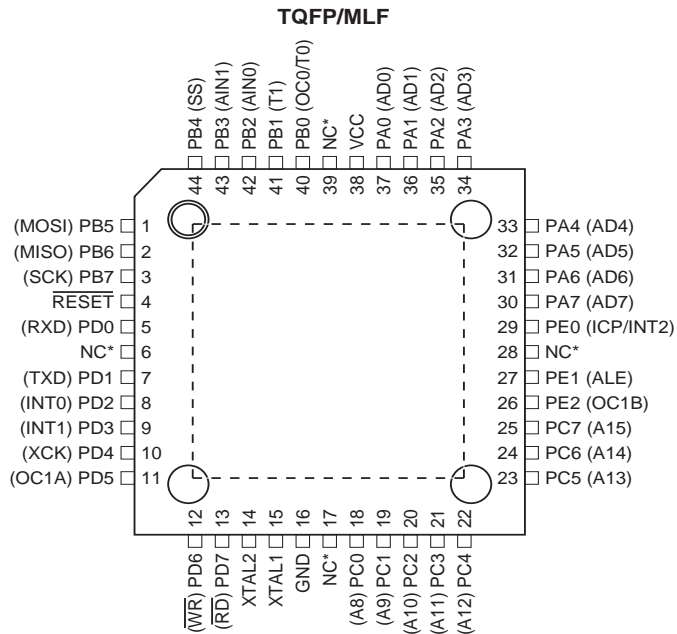 TQFP/MLF
PB4 (SS)
PB3 (AIN1)
PB2 (AIN0)
PB1 (T1)
PB0 (OC0/T0)
NC*
VCC
PA0 (AD0)
PA1 (AD1)
PA2 (AD2)
PA3 (AD3)
44
43
42
41
40
39
38
37
36
35
34
(MOSI) PB5 1
(MISO) PB6 2
(SCK) PB7 3
RESET 4
(RXD) PD0 5
NC* 6
(TXD) PD1 7
(INT0) PD2 8
(INT1) PD3 9
(XCK) PD4 10
(OC1A) PD5 11
33 PA4 (AD4)
32 PA5 (AD5)
31 PA6 (AD6)
30 PA7 (AD7)
29 PE0 (ICP/INT2)
28 NC*
27 PE1 (ALE)
26 PE2 (OC1B)
25 PC7 (A15)
24 PC6 (A14)
23 PC5 (A13)
12
13
14
15
16
17
18
19
20
21
22
(WR) PD6
(RD) PD7
XTAL2
XTAL1
GND
NC*
(A8) PC0
(A9) PC1
(A10) PC2
(A11) PC3
(A12) PC4